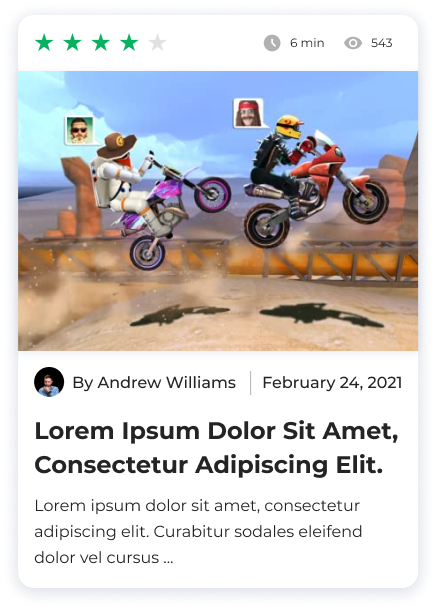 6 min 543
By Andrew Williams February 24, 2021
Lorem Ipsum Dolor Sit Amet,
Consectetur Adipiscing Elit.
Lorem ipsum dolor sit amet, consectetur
adipiscing elit. Curabitur sodales eleifend
dolor vel cursus ...